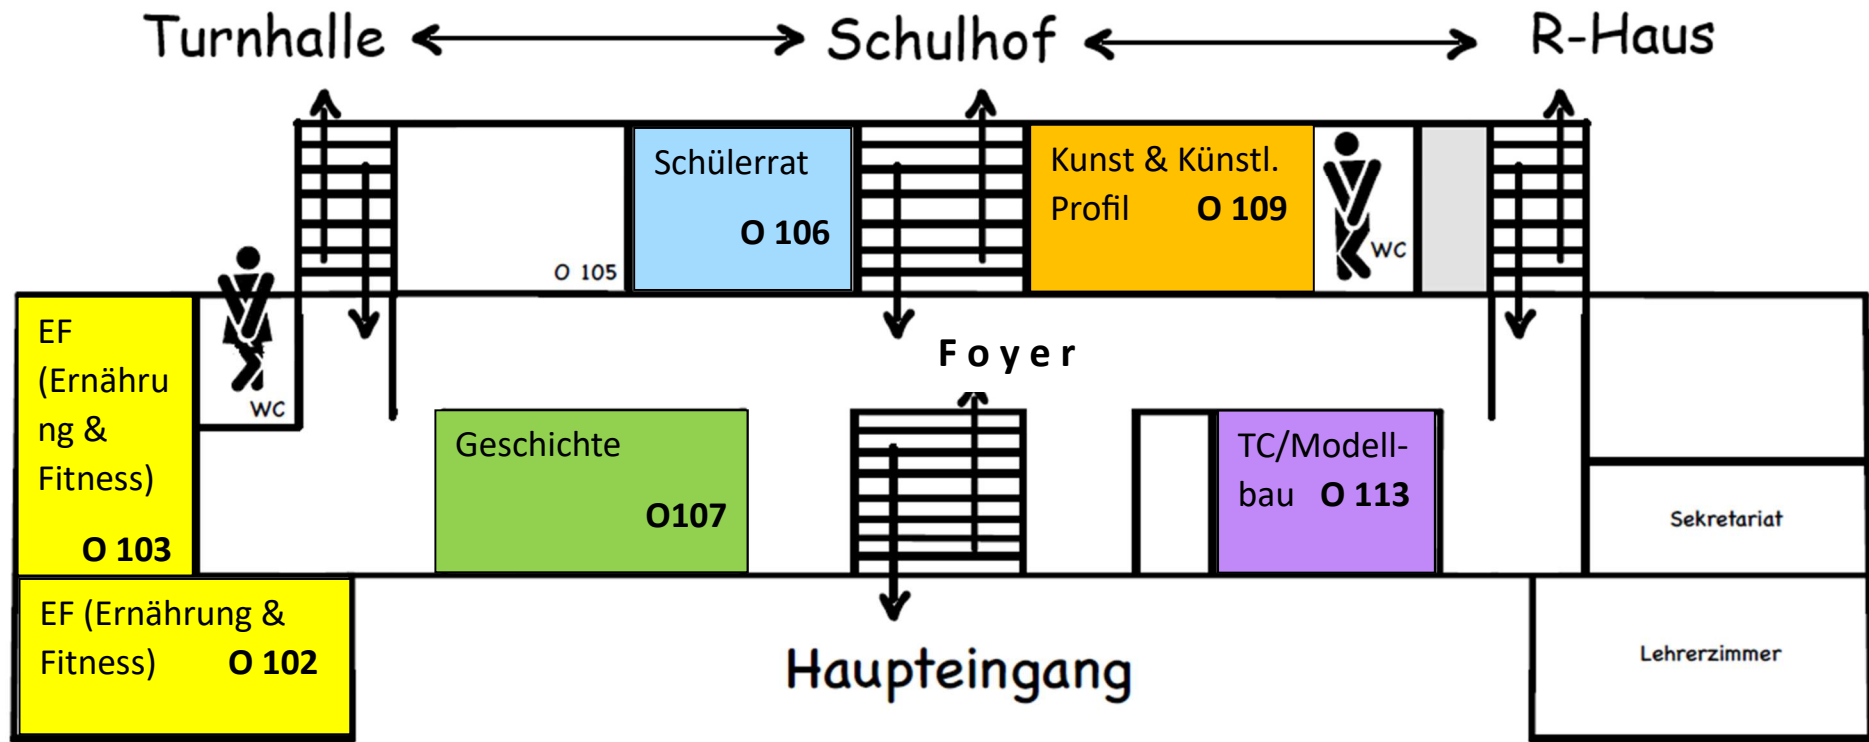 Turnhalle Schulhof R-Haus
Schülerrat
O 106
O 105
Kunst & Künstl.
Profil O 109
WC
EF
(Ernähru
ng &
Fitness)
O 103
WC
Foyer
Geschichte
O107
TC/Modell-
bau O 113
Sekretariat
EF (Ernährung &
Fitness) O 102
Haupteingang
Lehrerzimmer